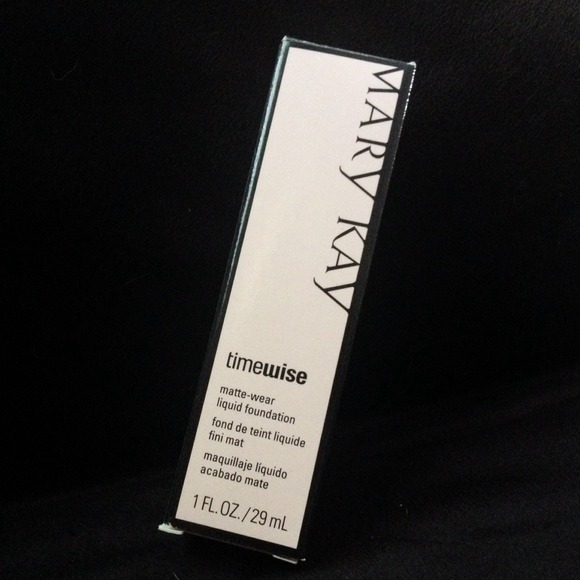 MARY KAY
timewise
matte-wear
liquid foundation
fond de teint liquide
fini mat
maquillaje líquido
acabado mate
1 FL. OZ. / 29 mL